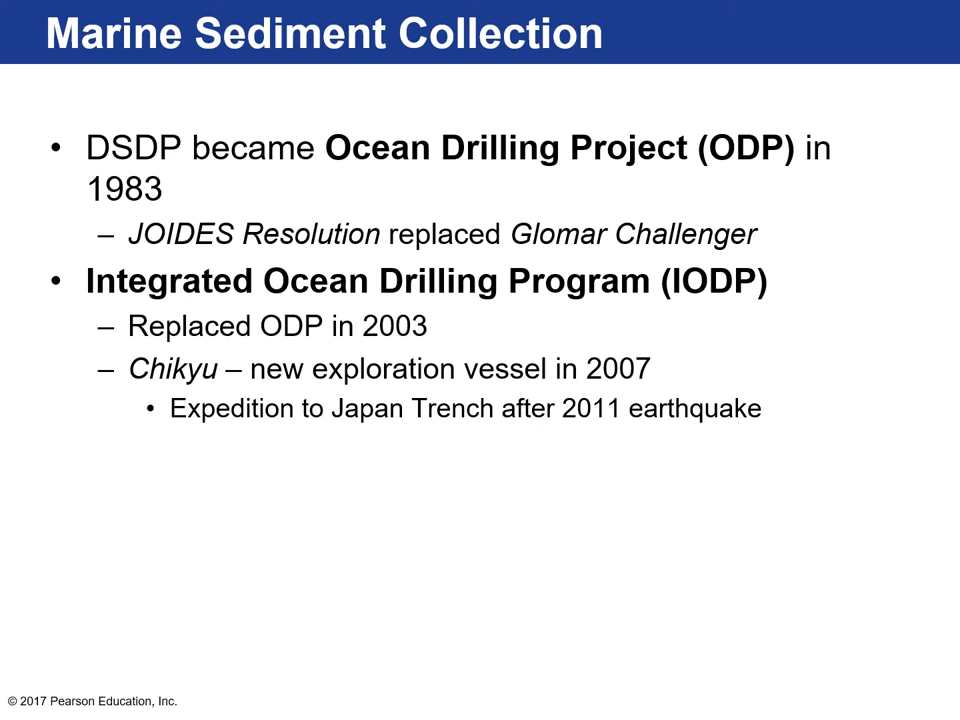 Marine Sediment Collection
• DSDP became Ocean Drilling Project (ODP) in
1983
– JOIDES Resolution replaced Glomar Challenger
• Integrated Ocean Drilling Program (IODP)
– Replaced ODP in 2003
– Chikyu – new exploration vessel in 2007
• Expedition to Japan Trench after 2011 earthquake
© 2017 Pearson Education, Inc.